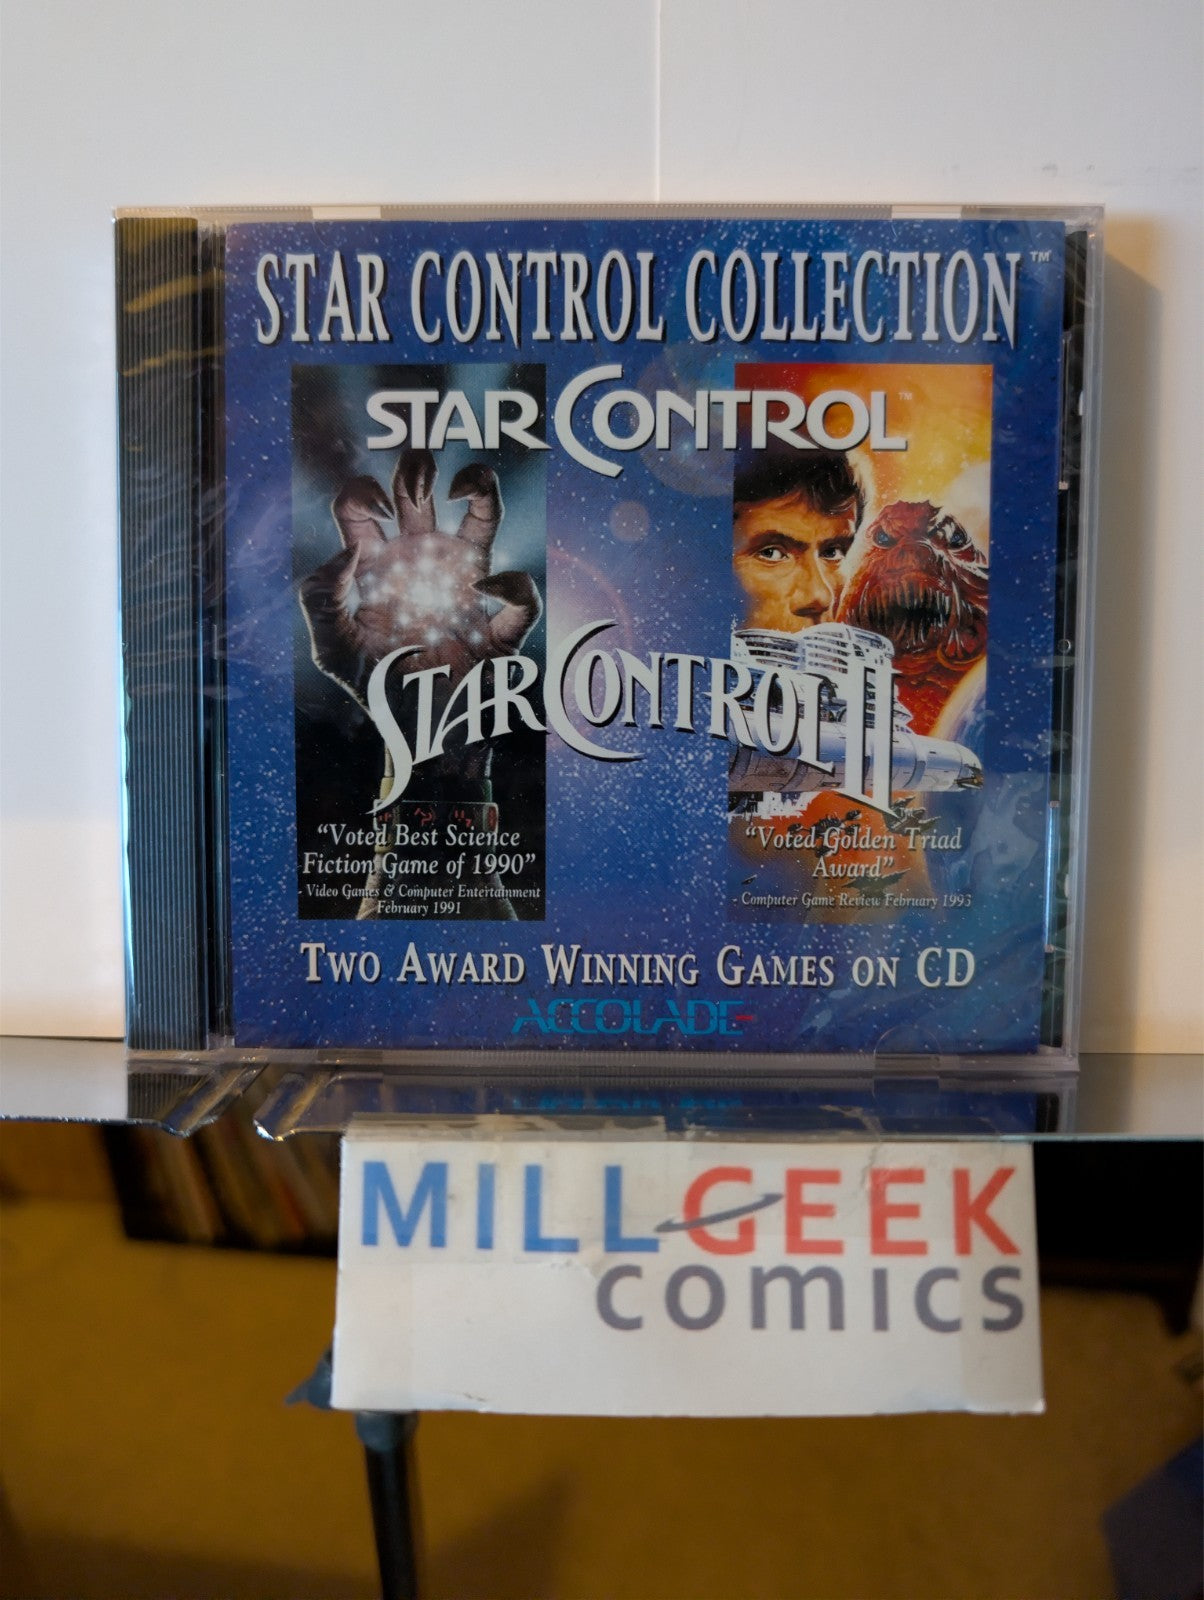 STAR CONTROL COLLECTION™
STAR CONTROL™
STAR CONTROL II
"Voted Best Science
Fiction Game of 1990"
- Video Games & Computer Entertainment
February 1991
"Voted Golden Triad
Award"
- Computer Game Review February 1993
TWO AWARD WINNING GAMES ON CD
ACCOLADE
MILLGEEK
COMICS